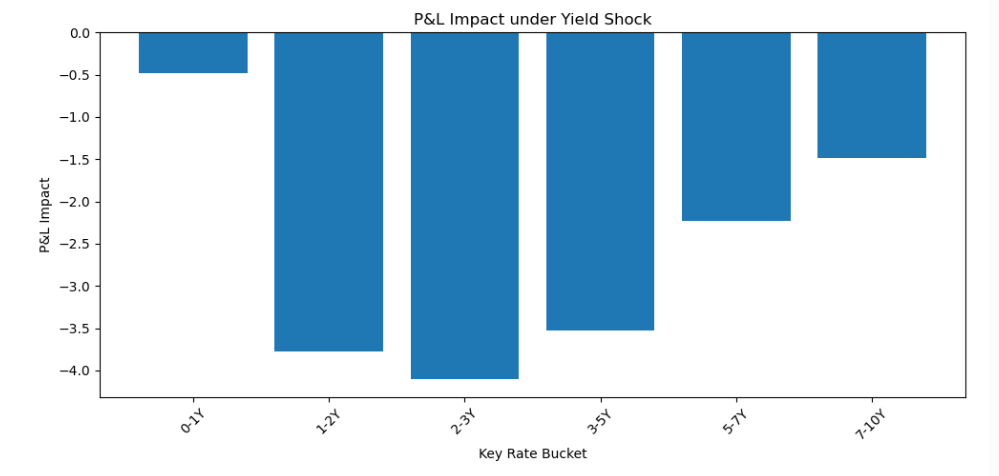 P&L Impact under Yield Shock
0.0
−0.5
−1.0
−1.5
−2.0
−2.5
−3.0
−3.5
−4.0
P&L Impact
0-1Y
1-2Y
2-3Y
3-5Y
5-7Y
7-10Y
Key Rate Bucket